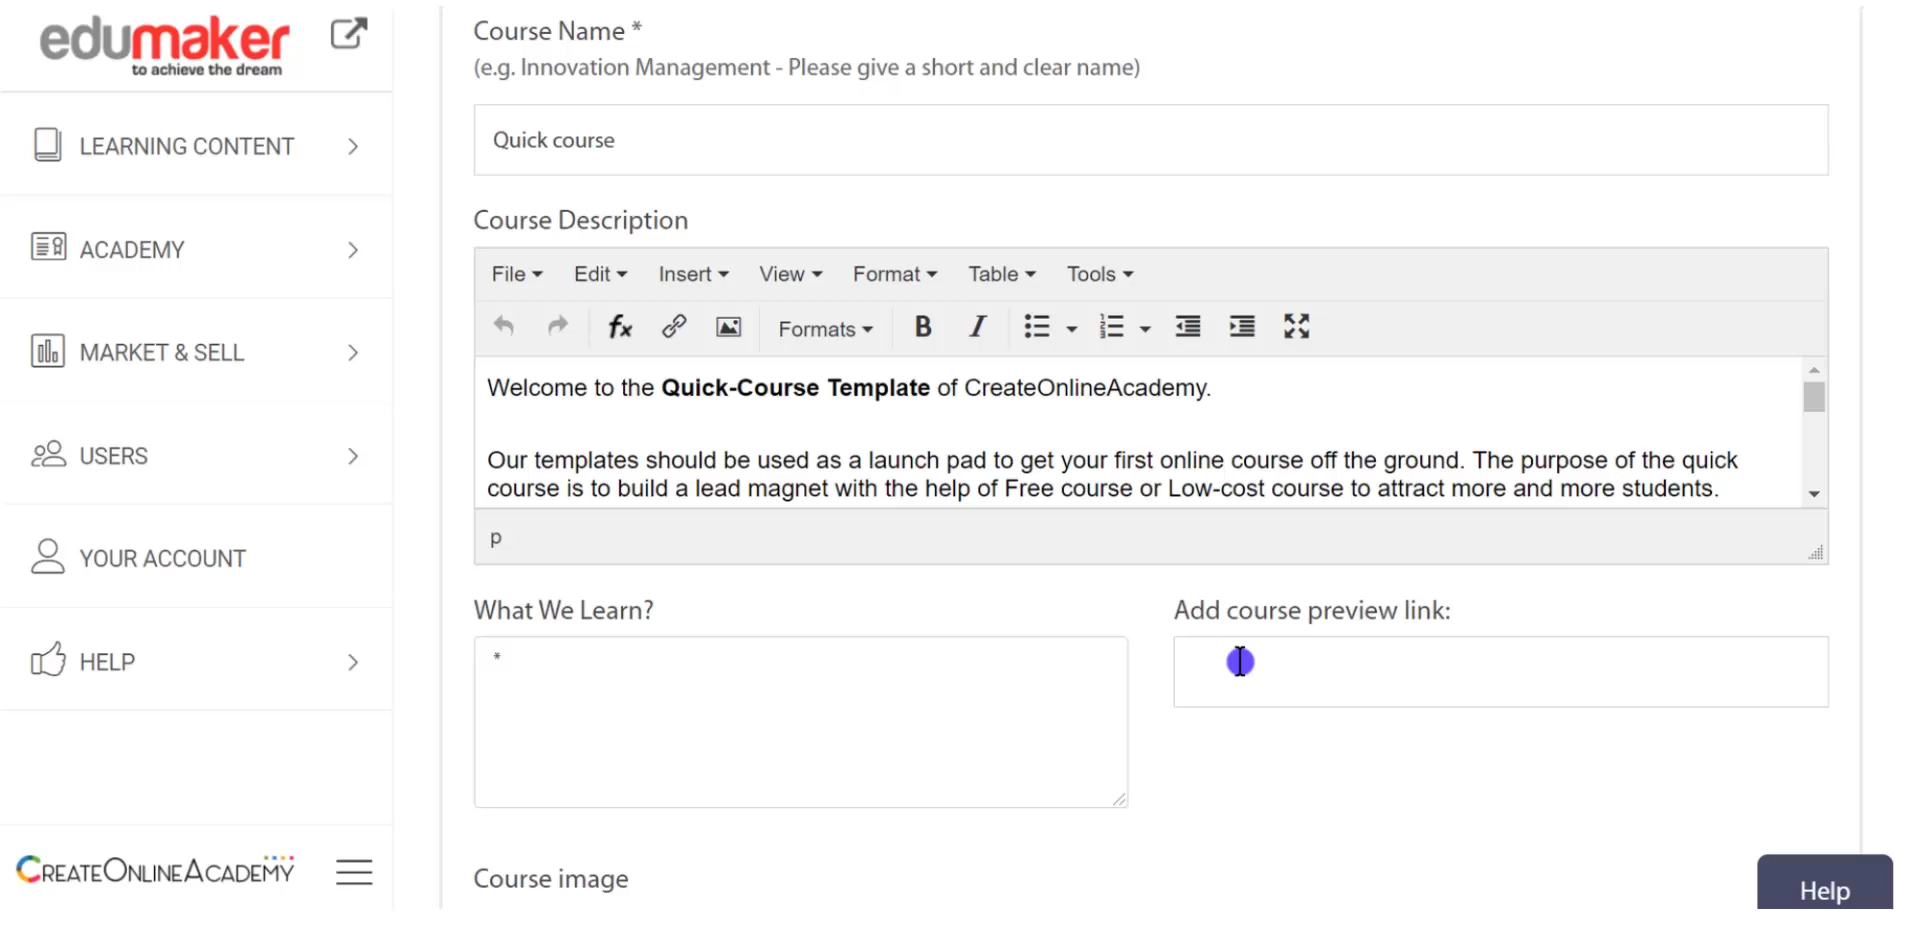 edumaker
to achieve the dream
LEARNING CONTENT
ACADEMY
MARKET & SELL
USERS
YOUR ACCOUNT
HELP
CREATEONLINEACADEMY
Course Name *
(e.g. Innovation Management - Please give a short and clear name)
Quick course
Course Description
File Edit Insert View Format Table Tools
fx Formats B I
Welcome to the Quick-Course Template of CreateOnlineAcademy.
Our templates should be used as a launch pad to get your first online course off the ground. The purpose of the quick
course is to build a lead magnet with the help of Free course or Low-cost course to attract more and more students.
p
What We Learn?
*
Add course preview link:
Course image
Help